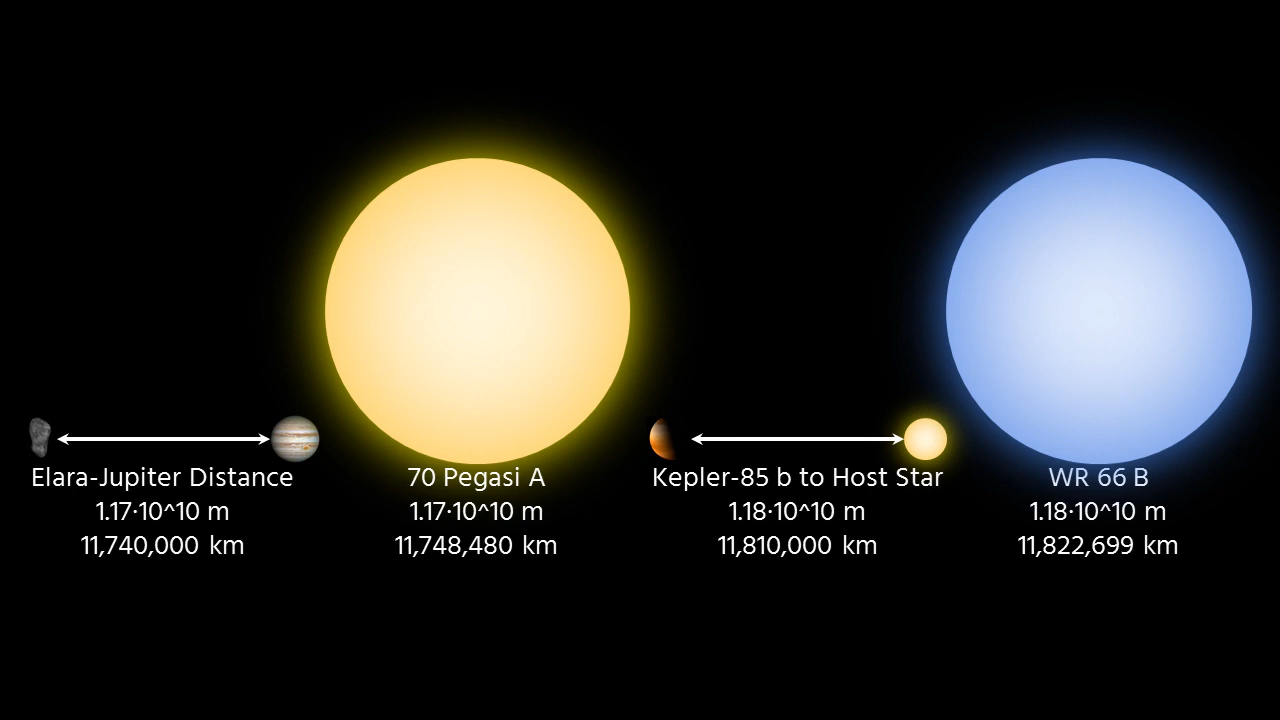 Elara-Jupiter Distance
1.17·10^10 m
11,740,000 km
70 Pegasi A
1.17·10^10 m
11,748,480 km
Kepler-85 b to Host Star
1.18·10^10 m
11,810,000 km
WR 66 B
1.18·10^10 m
11,822,699 km